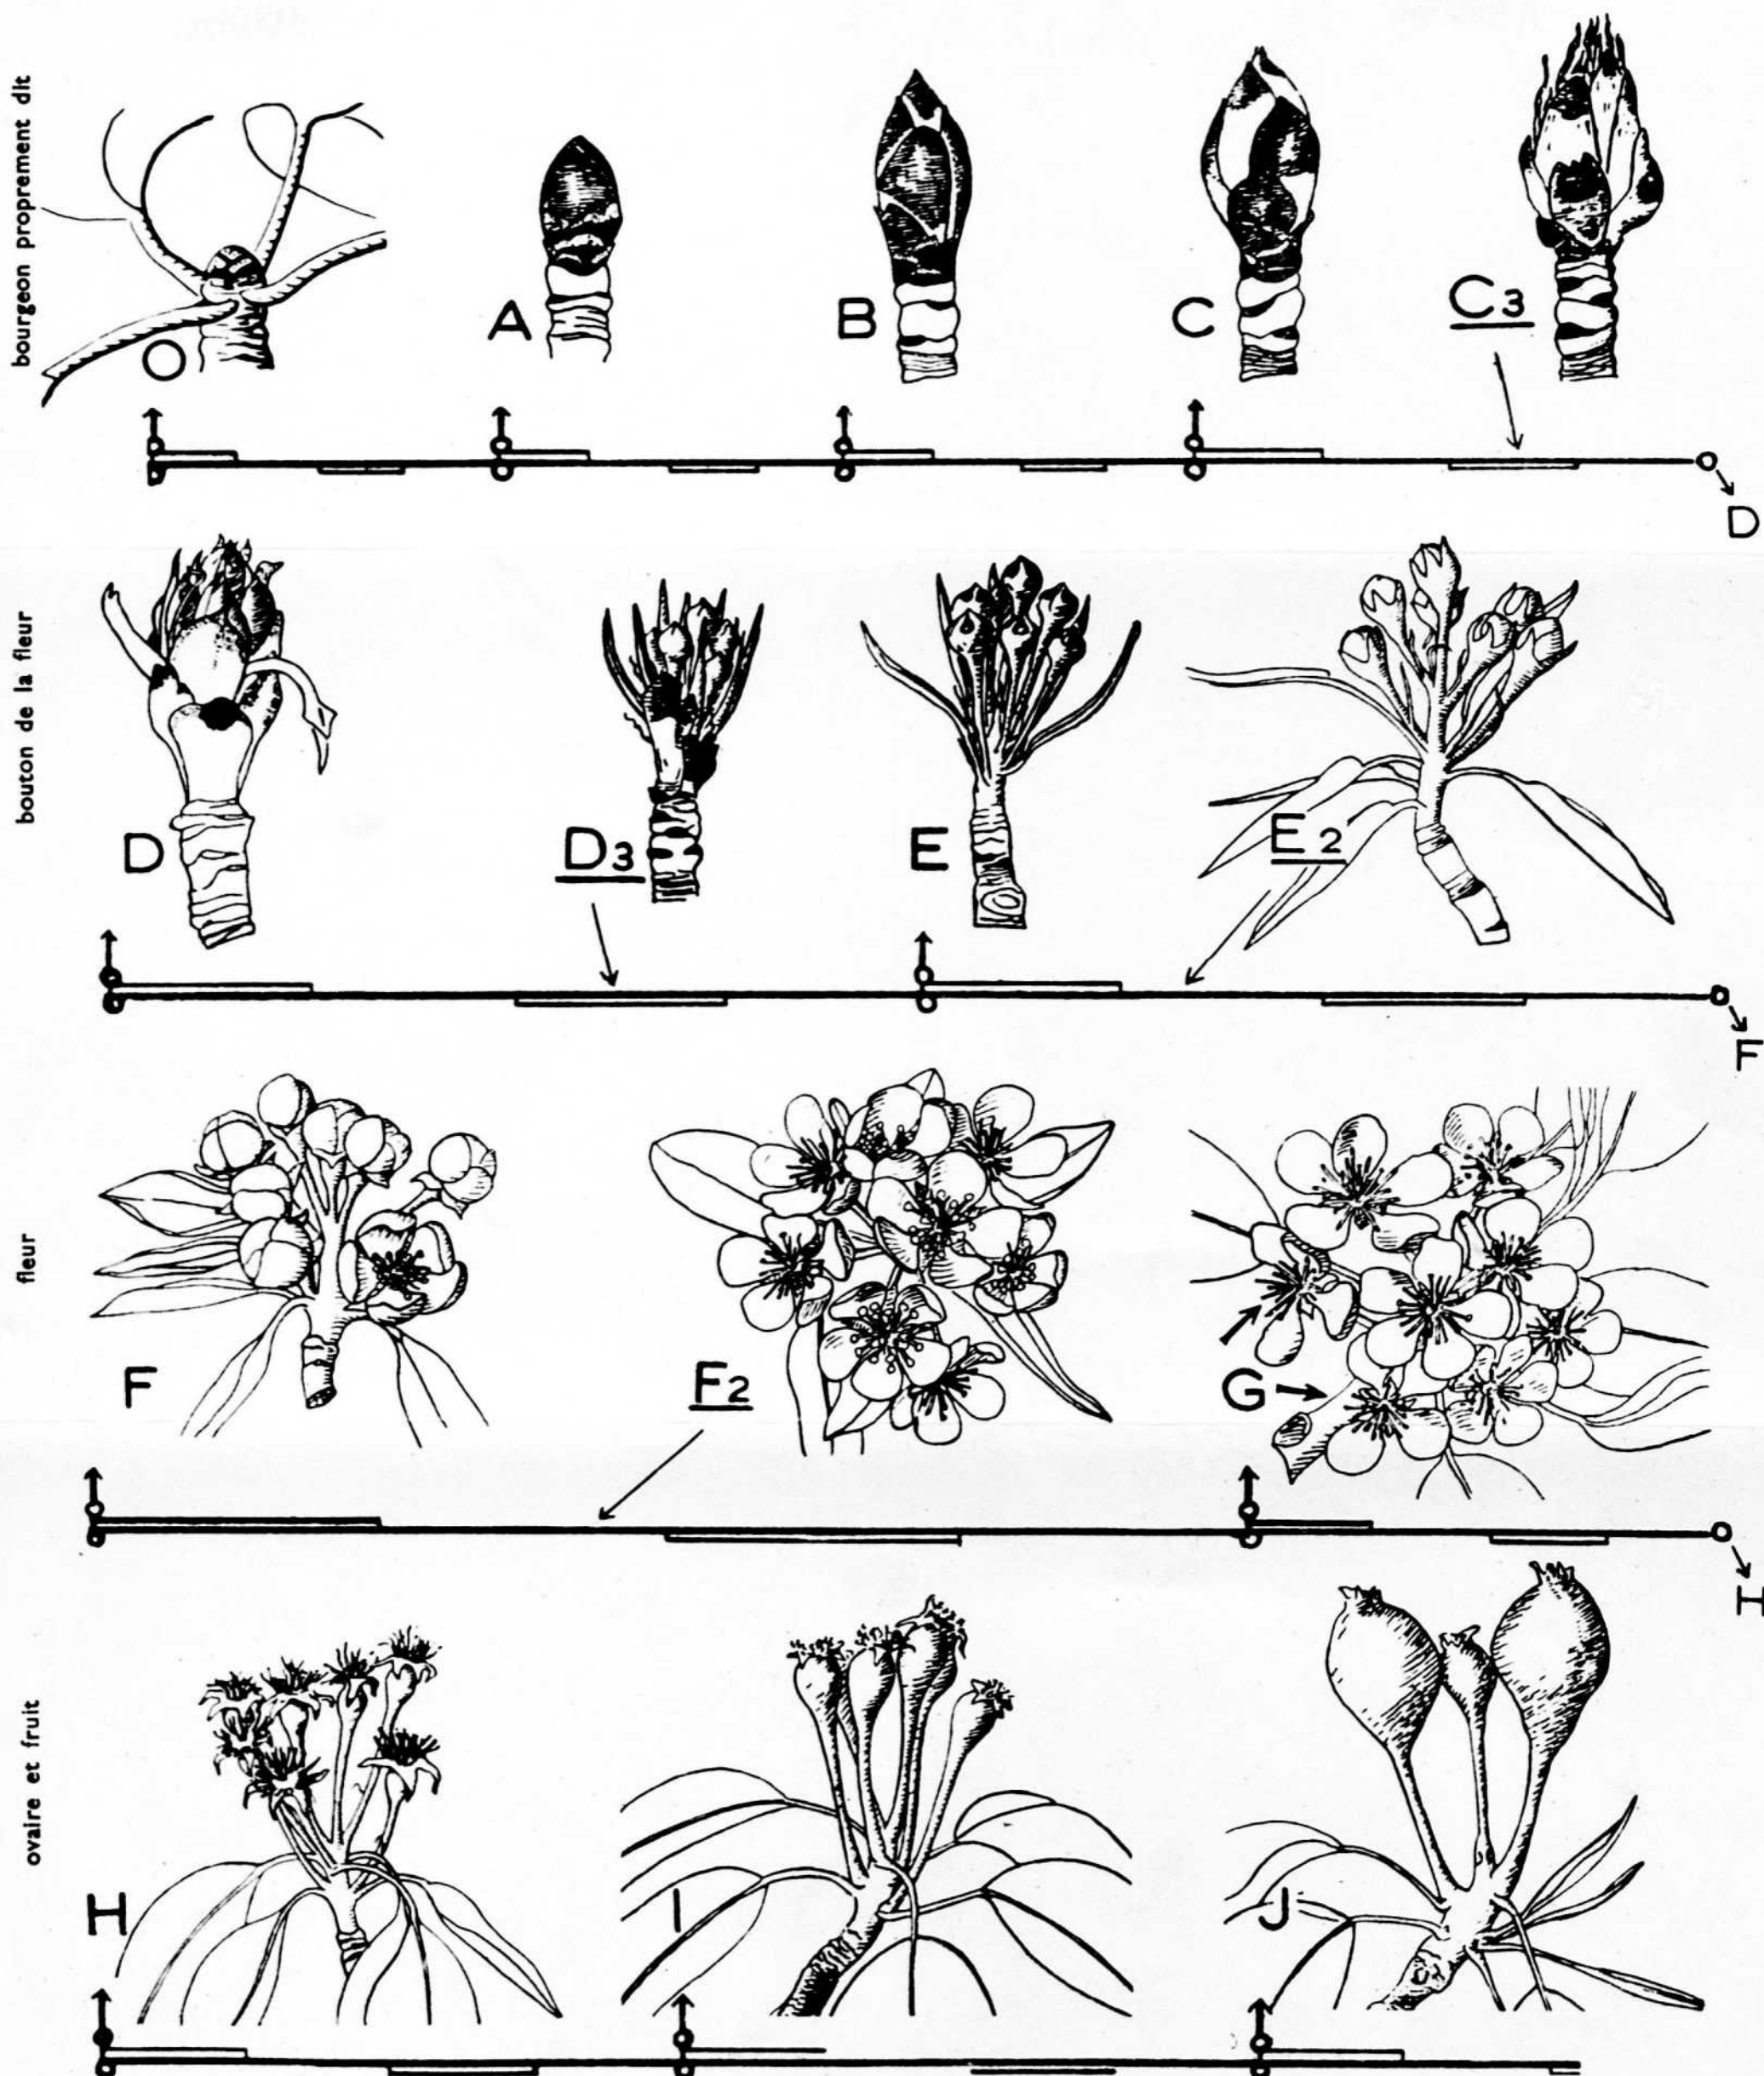 bourgeon proprement dit
O
A
B
C
C3
D
bouton de la fleur
D
D3
E
E2
F
fleur
F
F2
G
H
ovaire et fruit
H
I
J